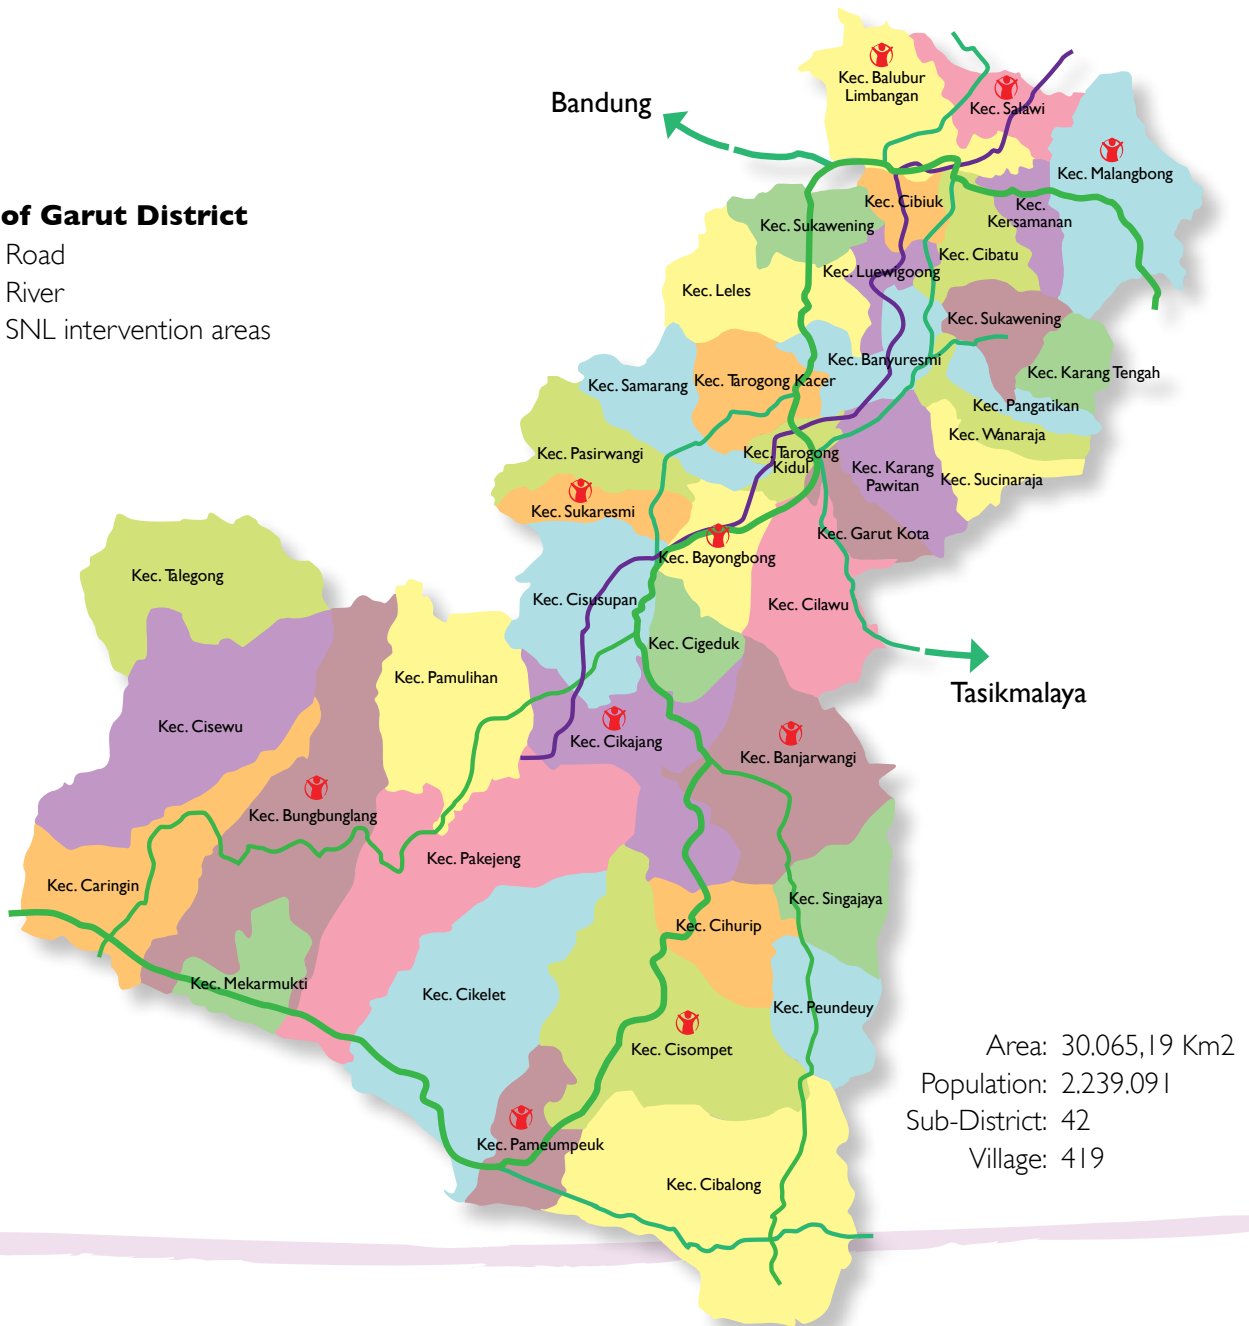 of Garut District
Road
River
SNL intervention areas
Bandung
Kec. Balubur
Limbangan
Kec. Salawi
Kec. Malangbong
Kec. Cibiuk
Kec.
Kersamanan
Kec. Sukawening
Kec. Cibatu
Kec. Luewigoong
Kec. Leles
Kec. Sukawening
Kec. Banyuresmi
Kec. Karang Tengah
Kec. Samarang
Kec. Tarogong Kacer
Kec. Pangatikan
Kec. Wanaraja
Kec. Pasirwangi
Kec. Tarogong
Kidul
Kec. Karang
Pawitan
Kec. Sucinaraja
Kec. Sukaresmi
Kec. Garut Kota
Kec. Bayongbong
Kec. Talegong
Kec. Cisusupan
Kec. Cilawu
Kec. Cigeduk
Kec. Pamulihan
Tasikmalaya
Kec. Cisewu
Kec. Cikajang
Kec. Banjarwangi
Kec. Bungbunglang
Kec. Pakejeng
Kec. Caringin
Kec. Singajaya
Kec. Cihurip
Kec. Mekarmukti
Kec. Cikelet
Kec. Peundeuy
Kec. Cisompet
Area: 30.065,19 Km2
Population: 2.239.091
Sub-District: 42
Village: 419
Kec. Pameumpeuk
Kec. Cibalong